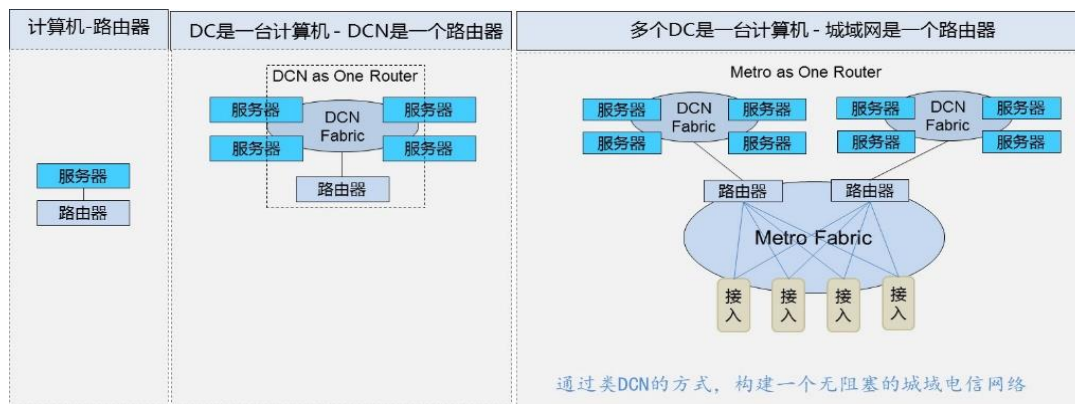 计算机-路由器
服务器
路由器
DC是一台计算机 - DCN是一个路由器
DCN as One Router
服务器
服务器
DCN
Fabric
服务器
服务器
路由器
多个DC是一台计算机 - 城域网是一个路由器
Metro as One Router
服务器
服务器
DCN
Fabric
服务器
服务器
服务器
服务器
DCN
Fabric
服务器
服务器
路由器
路由器
Metro Fabric
接入
接入
接入
接入
通过类DCN的方式，构建一个无阻塞的城域电信网络